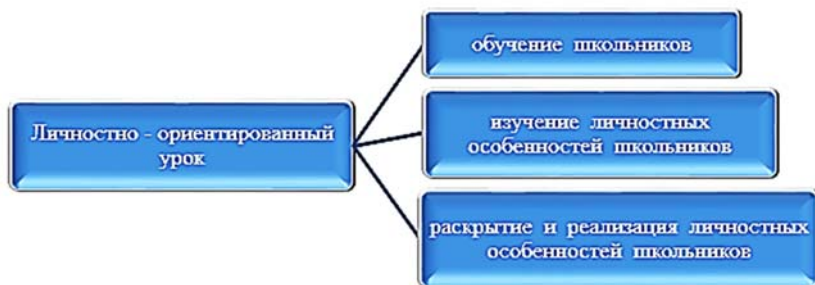 Личностно - ориентированный
урок
обучение школьников
изучение личностных
особенностей школьников
раскрытие и реализация личностных
особенностей школьников